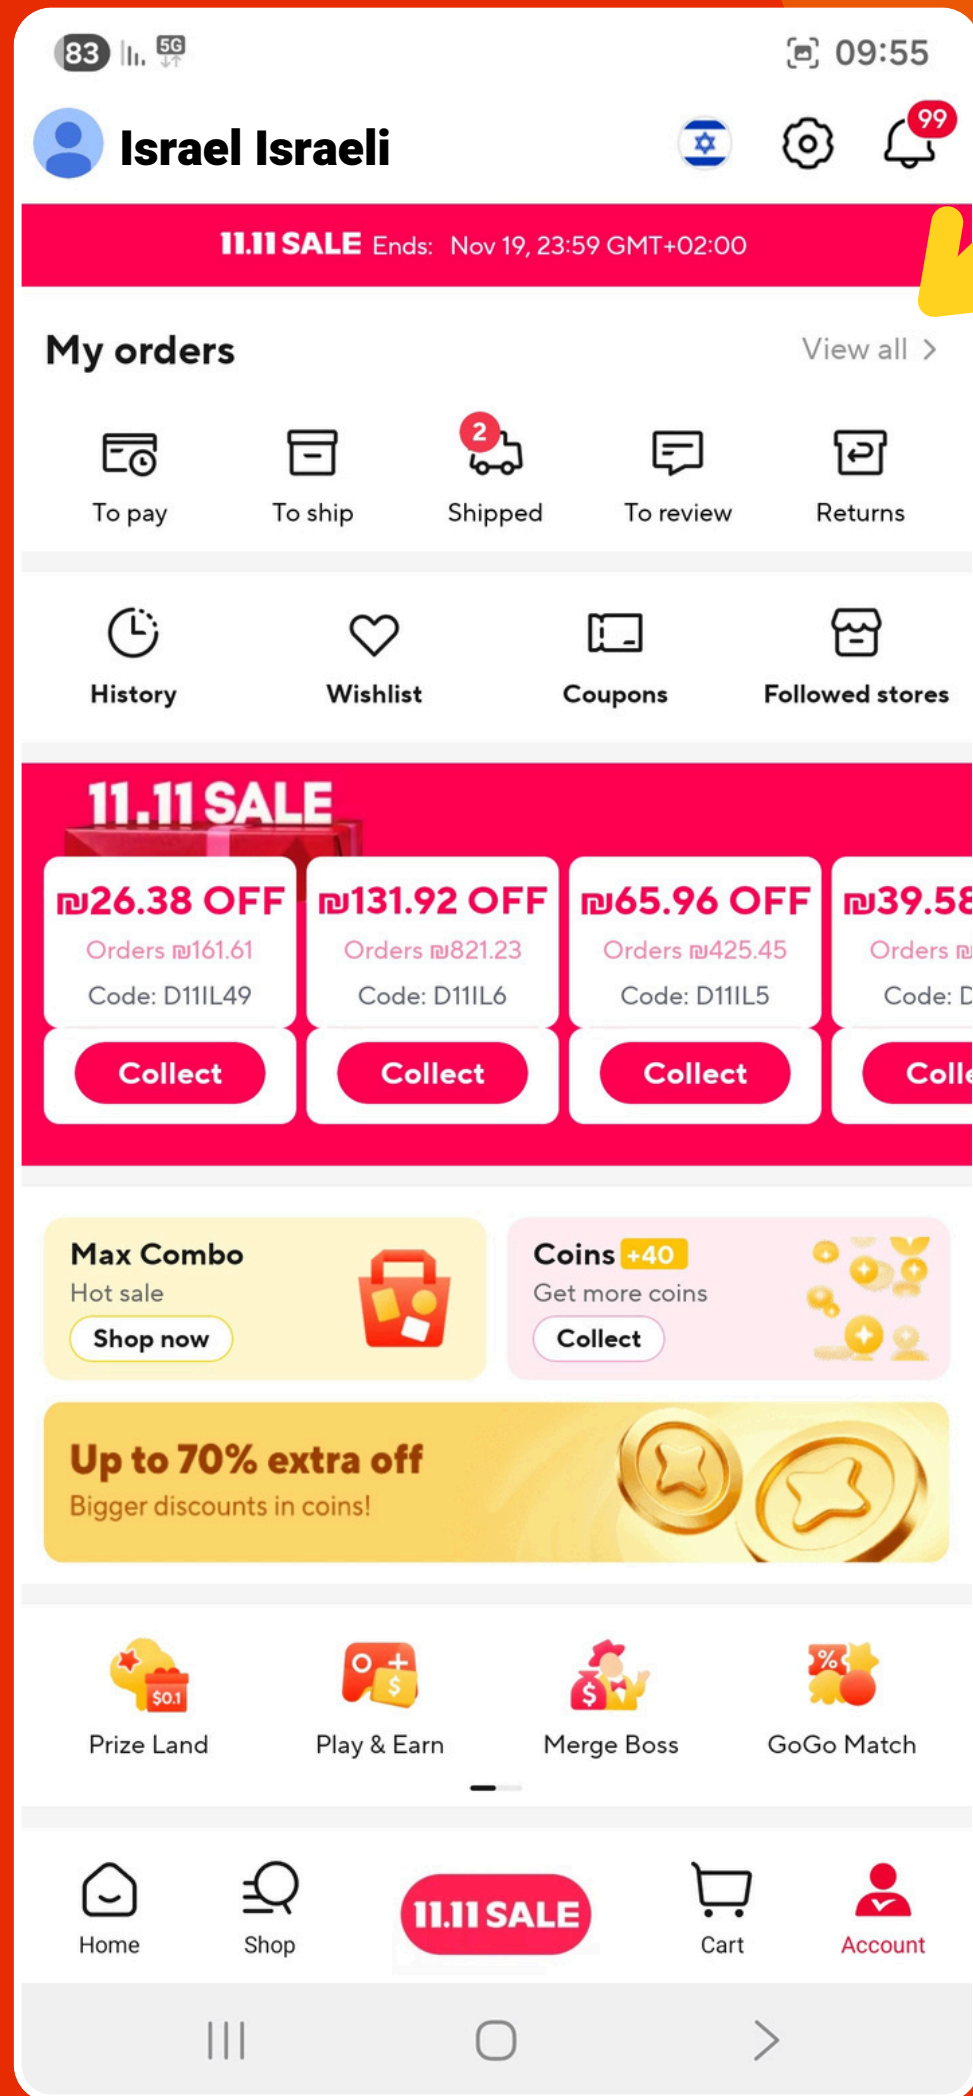 83 5G 09:55
Israel Israeli 99
11.11 SALE Ends: Nov 19, 23:59 GMT+02:00
My orders View all
2
To pay To ship Shipped To review Returns
History Wishlist Coupons Followed stores
11.11 SALE
₪26.38 OFF ₪131.92 OFF ₪65.96 OFF ₪39.58
Orders ₪161.61 Orders ₪821.23 Orders ₪425.45 Orders ₪
Code: D11IL49 Code: D11IL6 Code: D11IL5 Code: D
Collect Collect Collect Colle
Max Combo Coins +40
Hot sale Get more coins
Shop now Collect
Up to 70% extra off
Bigger discounts in coins!
$0.1 $ $ %
Prize Land Play & Earn Merge Boss GoGo Match
11.11 SALE
Home Shop Cart Account